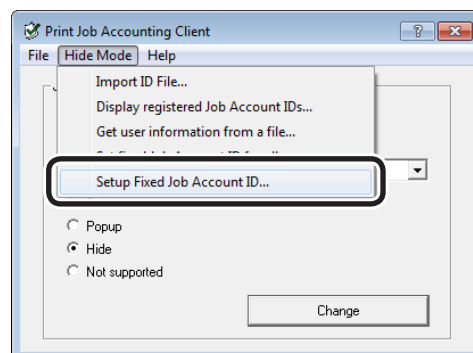 Print Job Accounting Client
File Hide Mode Help
Import ID File...
Display registered Job Account IDs...
Get user information from a file...
Setup Fixed Job Account ID...
Popup
Hide
Not supported
Change